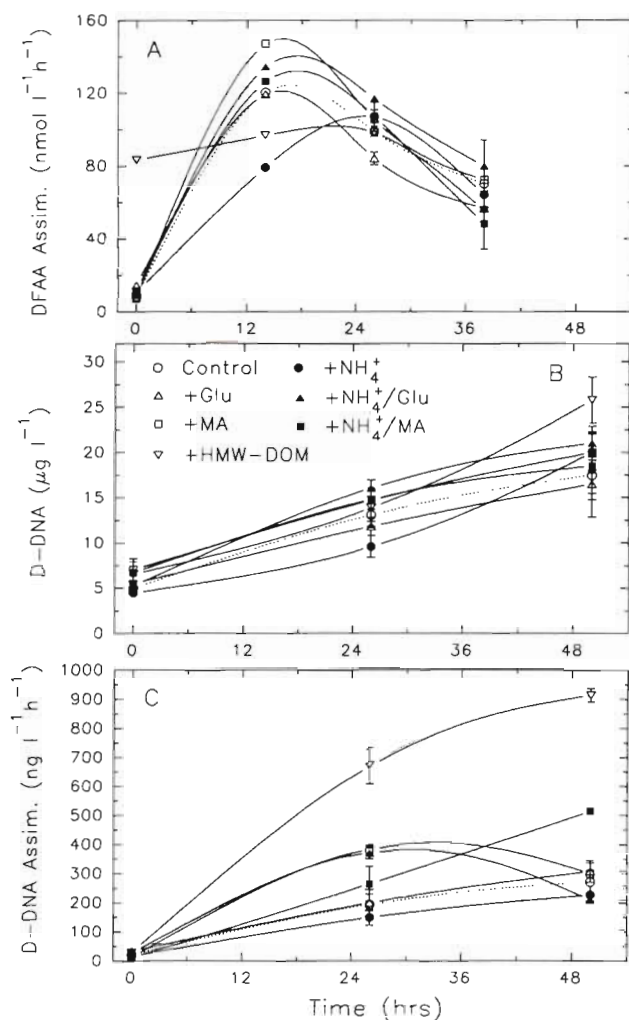 A
DFAA Assim. (nmol l⁻¹h⁻¹)
160
120
80
40
0
0 12 24 36 48
B
D-DNA (μg l⁻¹)
30
25
20
15
10
5
0
Control
+Glu
+MA
+HMW-DOM
+NH₄⁺
+NH₄⁺/Glu
+NH₄⁺/MA
0 12 24 36 48
C
D-DNA Assim. (ng l⁻¹h⁻¹)
1000
900
800
700
600
500
400
300
200
100
0
0 12 24 36 48
Time (hrs)